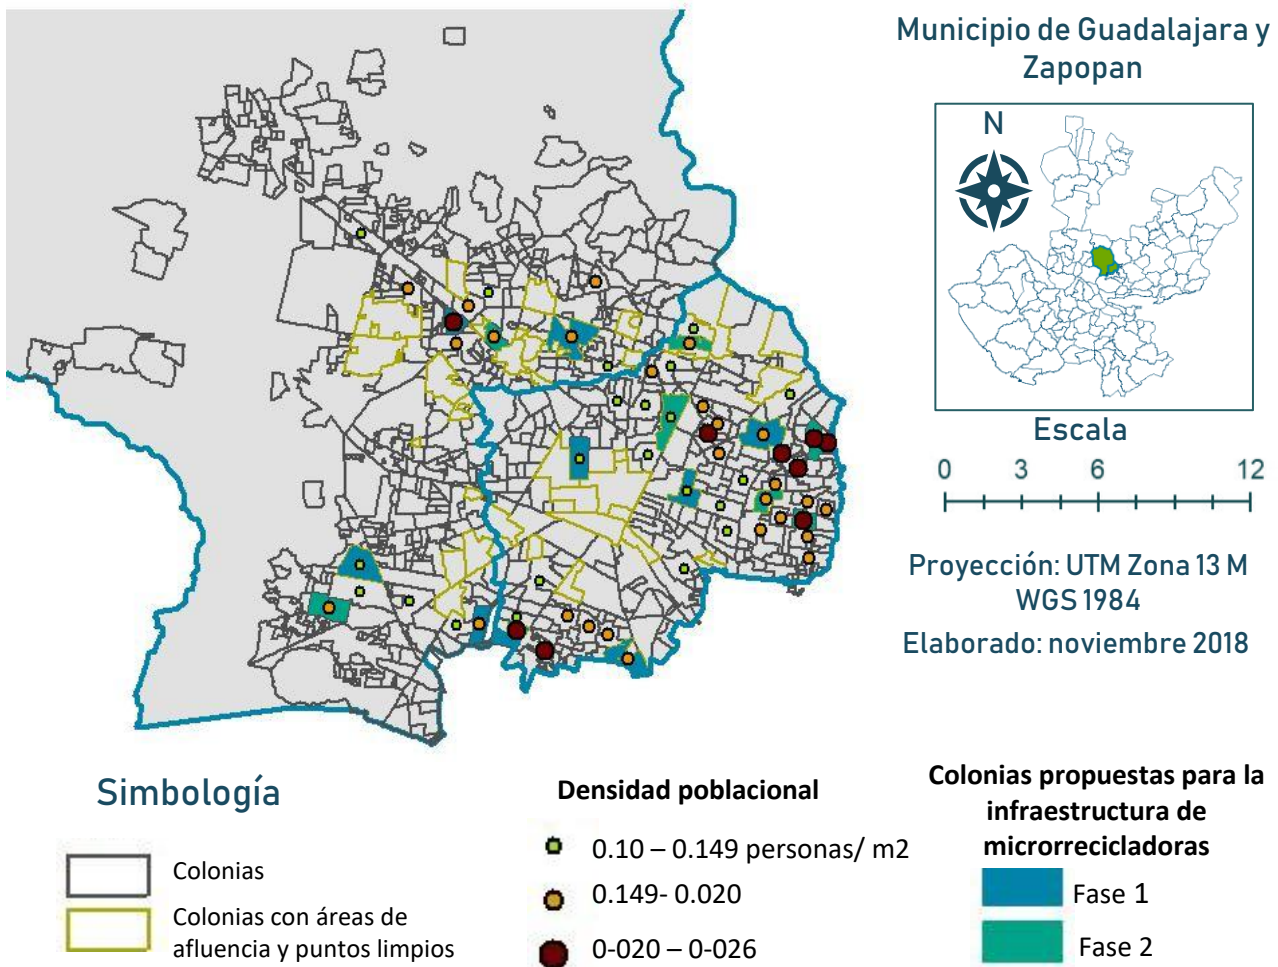 Municipio de Guadalajara y
Zapopan
N
Escala
0 3 6 12
Proyección: UTM Zona 13 M
WGS 1984
Elaborado: noviembre 2018
Simbología
Colonias
Colonias con áreas de
afluencia y puntos limpios
Densidad poblacional
0.10 – 0.149 personas/ m2
0.149- 0.020
0-020 – 0-026
Colonias propuestas para la
infraestructura de
microrrecicladoras
Fase 1
Fase 2